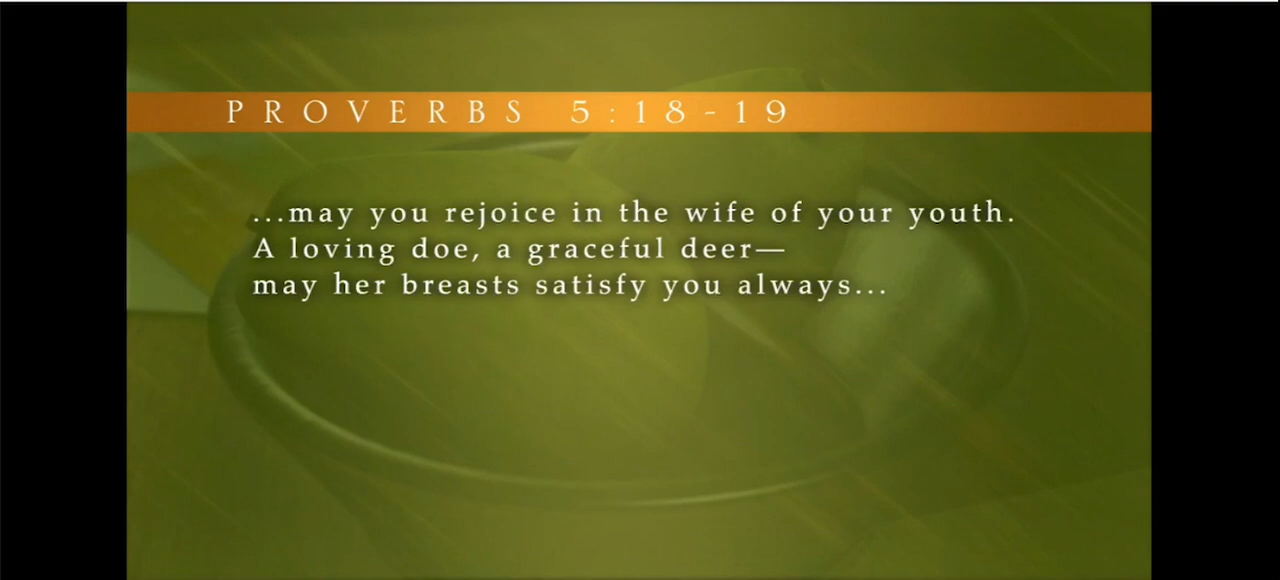 PROVERBS 5:18-19
...may you rejoice in the wife of your youth.
A loving doe, a graceful deer—
may her breasts satisfy you always...